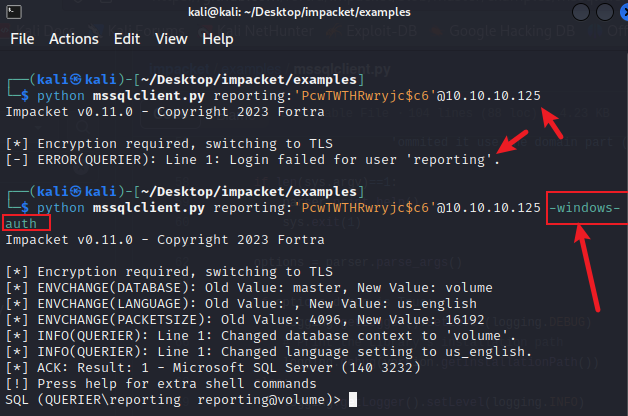 kali@kali: ~/Desktop/impacket/examples
File Actions Edit View Help
┌──(kali㉿kali)-[~/Desktop/impacket/examples]
└─$ python mssqlclient.py reporting:'PcwTWTHRwryjc$c6'@10.10.10.125
Impacket v0.11.0 - Copyright 2023 Fortra
[*] Encryption required, switching to TLS
[-] ERROR(QUERIER): Line 1: Login failed for user 'reporting'.
┌──(kali㉿kali)-[~/Desktop/impacket/examples]
└─$ python mssqlclient.py reporting:'PcwTWTHRwryjc$c6'@10.10.10.125 -windows-
auth
Impacket v0.11.0 - Copyright 2023 Fortra
[*] Encryption required, switching to TLS
[*] ENVCHANGE(DATABASE): Old Value: master, New Value: volume
[*] ENVCHANGE(LANGUAGE): Old Value: , New Value: us_english
[*] ENVCHANGE(PACKETSIZE): Old Value: 4096, New Value: 16192
[*] INFO(QUERIER): Line 1: Changed database context to 'volume'.
[*] INFO(QUERIER): Line 1: Changed language setting to us_english.
[*] ACK: Result: 1 - Microsoft SQL Server (140 3232)
[!] Press help for extra shell commands
SQL (QUERIER\reporting  reporting@volume)>